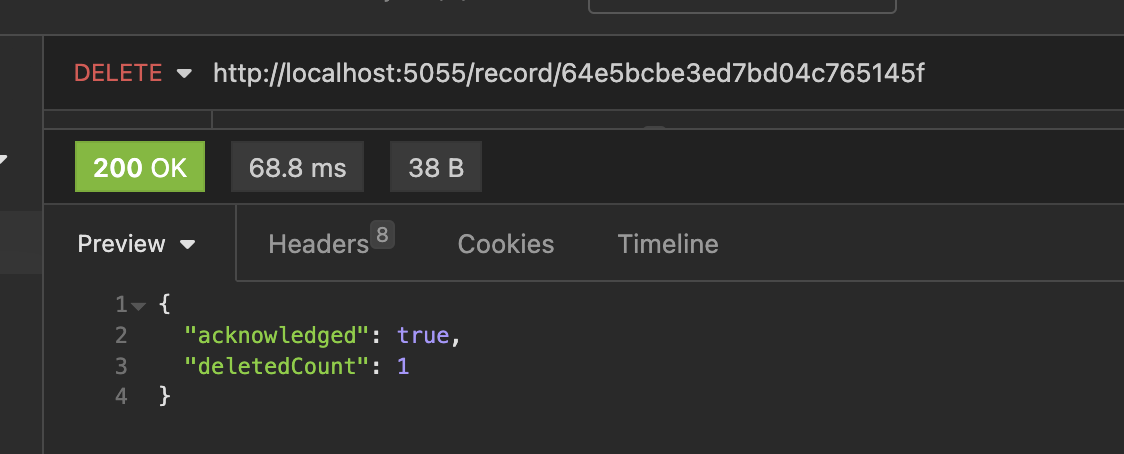 DELETE http://localhost:5055/record/64e5bcbe3ed7bd04c765145f
200 OK 68.8 ms 38 B
Preview Headers 8 Cookies Timeline
1 {
2 "acknowledged": true,
3 "deletedCount": 1
4 }